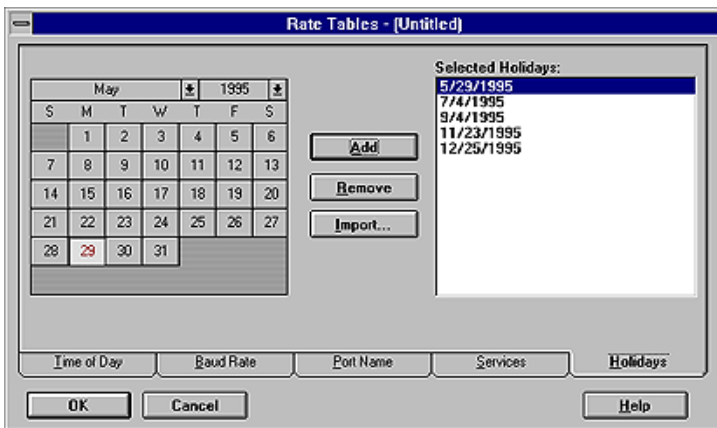 Rate Tables - (Untitled)
Selected Holidays:
May 1995
S M T W T F S
1 2 3 4 5 6
7 8 9 10 11 12 13
14 15 16 17 18 19 20
21 22 23 24 25 26 27
28 29 30 31
Add
Remove
Import...
5/29/1995
7/4/1995
9/4/1995
11/23/1995
12/25/1995
Time of Day Baud Rate Port Name Services Holidays
OK Cancel Help